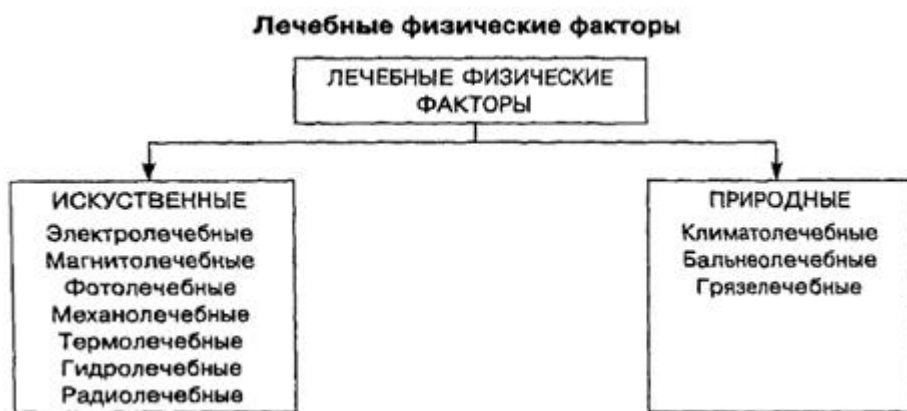 Лечебные физические факторы
ЛЕЧЕБНЫЕ ФИЗИЧЕСКИЕ
ФАКТОРЫ
ИСКУСТВЕННЫЕ
Электролечебные
Магнитолечебные
Фотолечебные
Механолечебные
Термолечебные
Гидролечебные
Радиолечебные
ПРИРОДНЫЕ
Климатолечебные
Бальнеолечебные
Грязелечебные